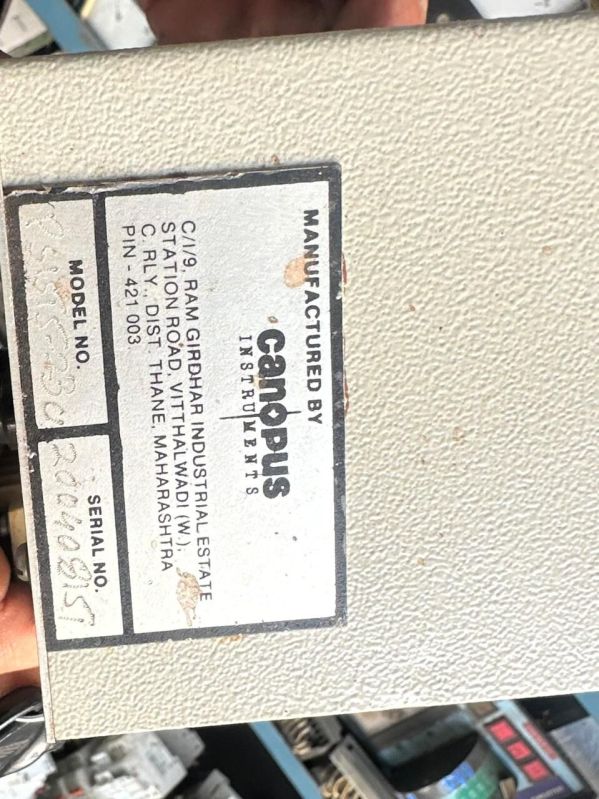 MANUFACTURED BY
canopus
INSTRUMENTS
C/1/9, RAM GIRDHAR INDUSTRIAL ESTATE
STATION ROAD, VITTHALWADI (W.),
C. RLY., DIST. THANE, MAHARASHTRA
PIN - 421 003.
MODEL NO.
SERIAL NO.